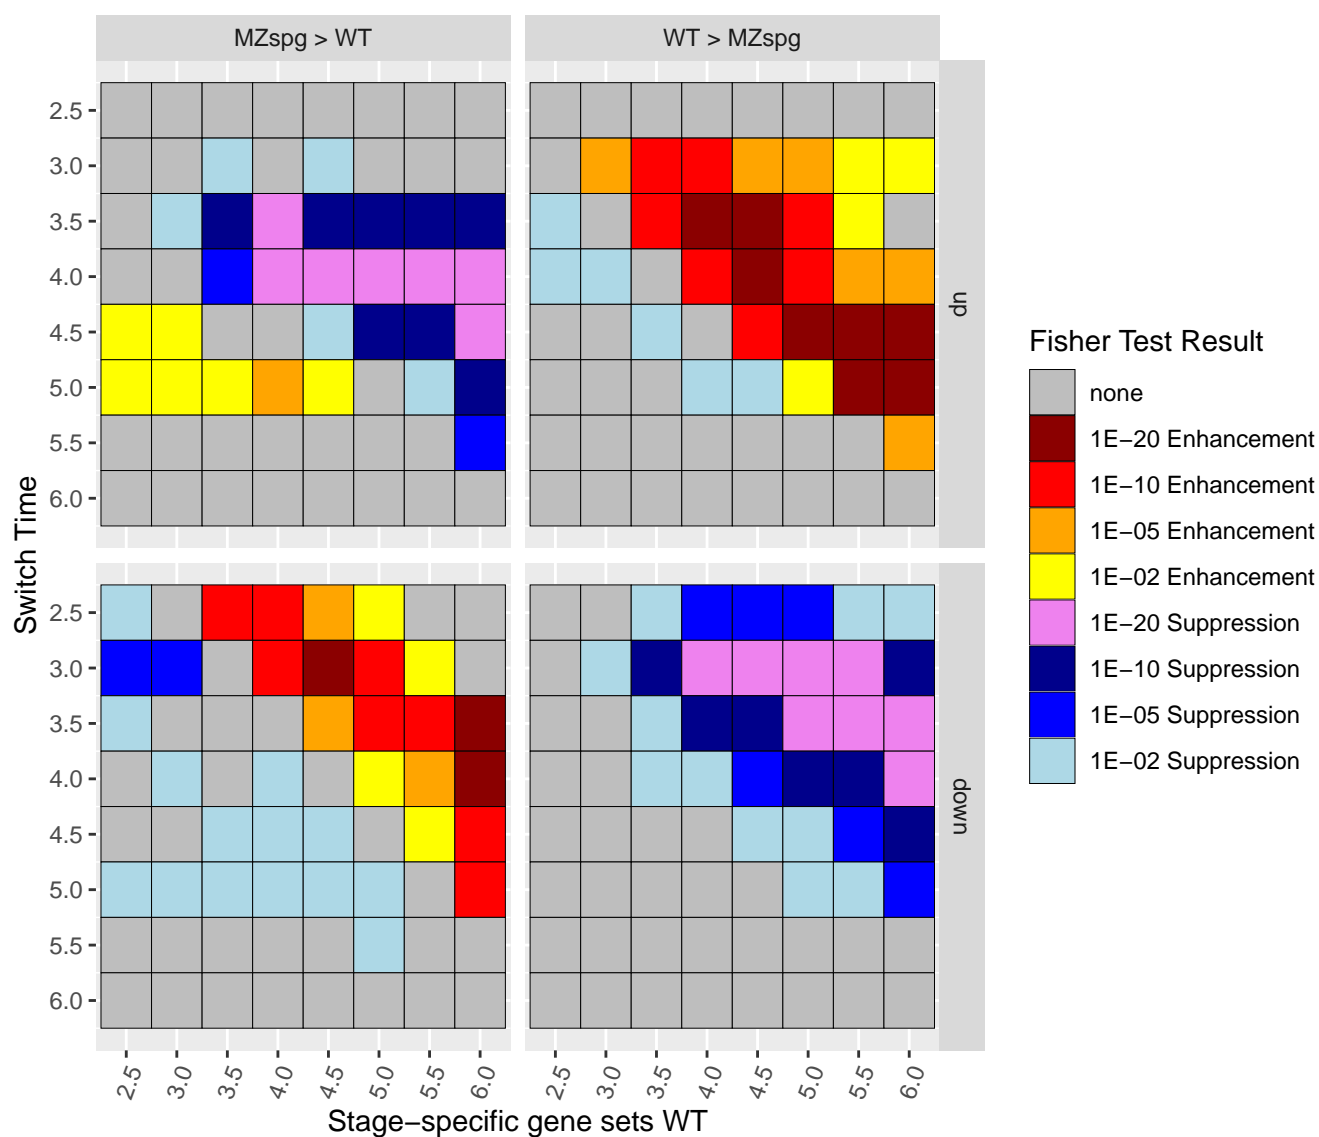 MZspg > WT
WT > MZspg
2.5
3.0
3.5
4.0
4.5
5.0
5.5
6.0
up
2.5
3.0
3.5
4.0
4.5
5.0
5.5
6.0
down
Switch Time
2.5 3.0 3.5 4.0 4.5 5.0 5.5 6.0
2.5 3.0 3.5 4.0 4.5 5.0 5.5 6.0
Stage−specific gene sets WT
Fisher Test Result
none
1E−20 Enhancement
1E−10 Enhancement
1E−05 Enhancement
1E−02 Enhancement
1E−20 Suppression
1E−10 Suppression
1E−05 Suppression
1E−02 Suppression